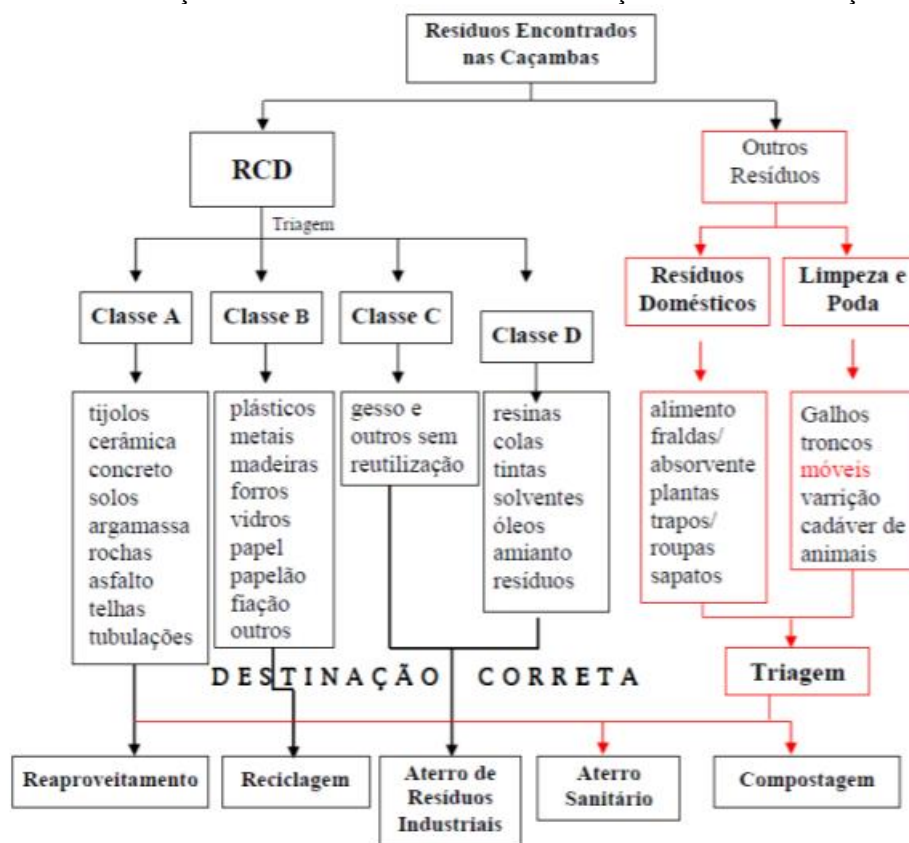 Resíduos Encontrados
nas Caçambas
RCD
Outros
Resíduos
Triagem
Resíduos
Domésticos
Limpeza e
Poda
Classe A
Classe B
Classe C
Classe D
tijolos
cerâmica
concreto
solos
argamassa
rochas
asfalto
telhas
tubulações
plásticos
metais
madeiras
forros
vidros
papel
papelão
fiação
outros
gesso e
outros sem
reutilização
resinas
colas
tintas
solventes
óleos
amianto
resíduos
alimento
fraldas/
absorvente
plantas
trapos/
roupas
sapatos
Galhos
troncos
móveis
varrição
cadáver de
animais
DESTINAÇÃO CORRETA
Triagem
Reaproveitamento
Reciclagem
Aterro de
Resíduos
Industriais
Aterro
Sanitário
Compostagem